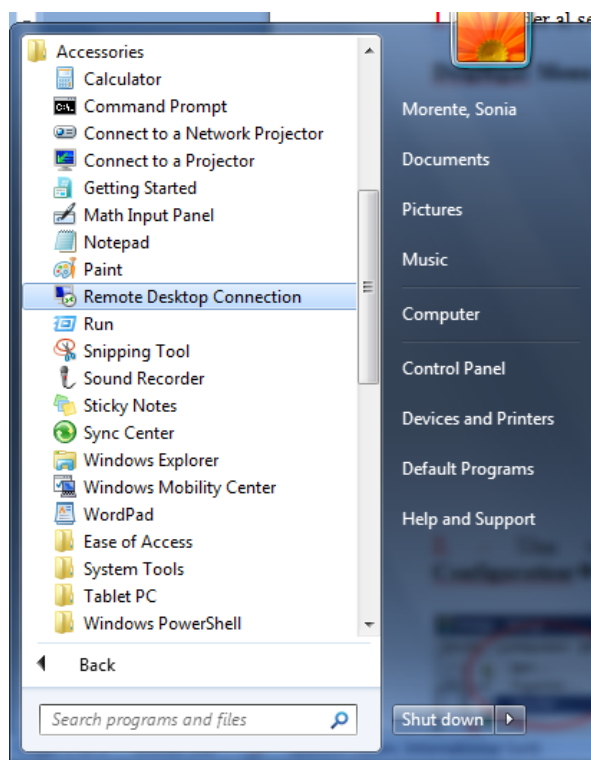 er al se
Accessories
Calculator
Command Prompt
Connect to a Network Projector
Connect to a Projector
Getting Started
Math Input Panel
Notepad
Paint
Remote Desktop Connection
Run
Snipping Tool
Sound Recorder
Sticky Notes
Sync Center
Windows Explorer
Windows Mobility Center
WordPad
Ease of Access
System Tools
Tablet PC
Windows PowerShell
Back
Search programs and files
Morente, Sonia
Documents
Pictures
Music
Computer
Control Panel
Devices and Printers
Default Programs
Help and Support
Shut down